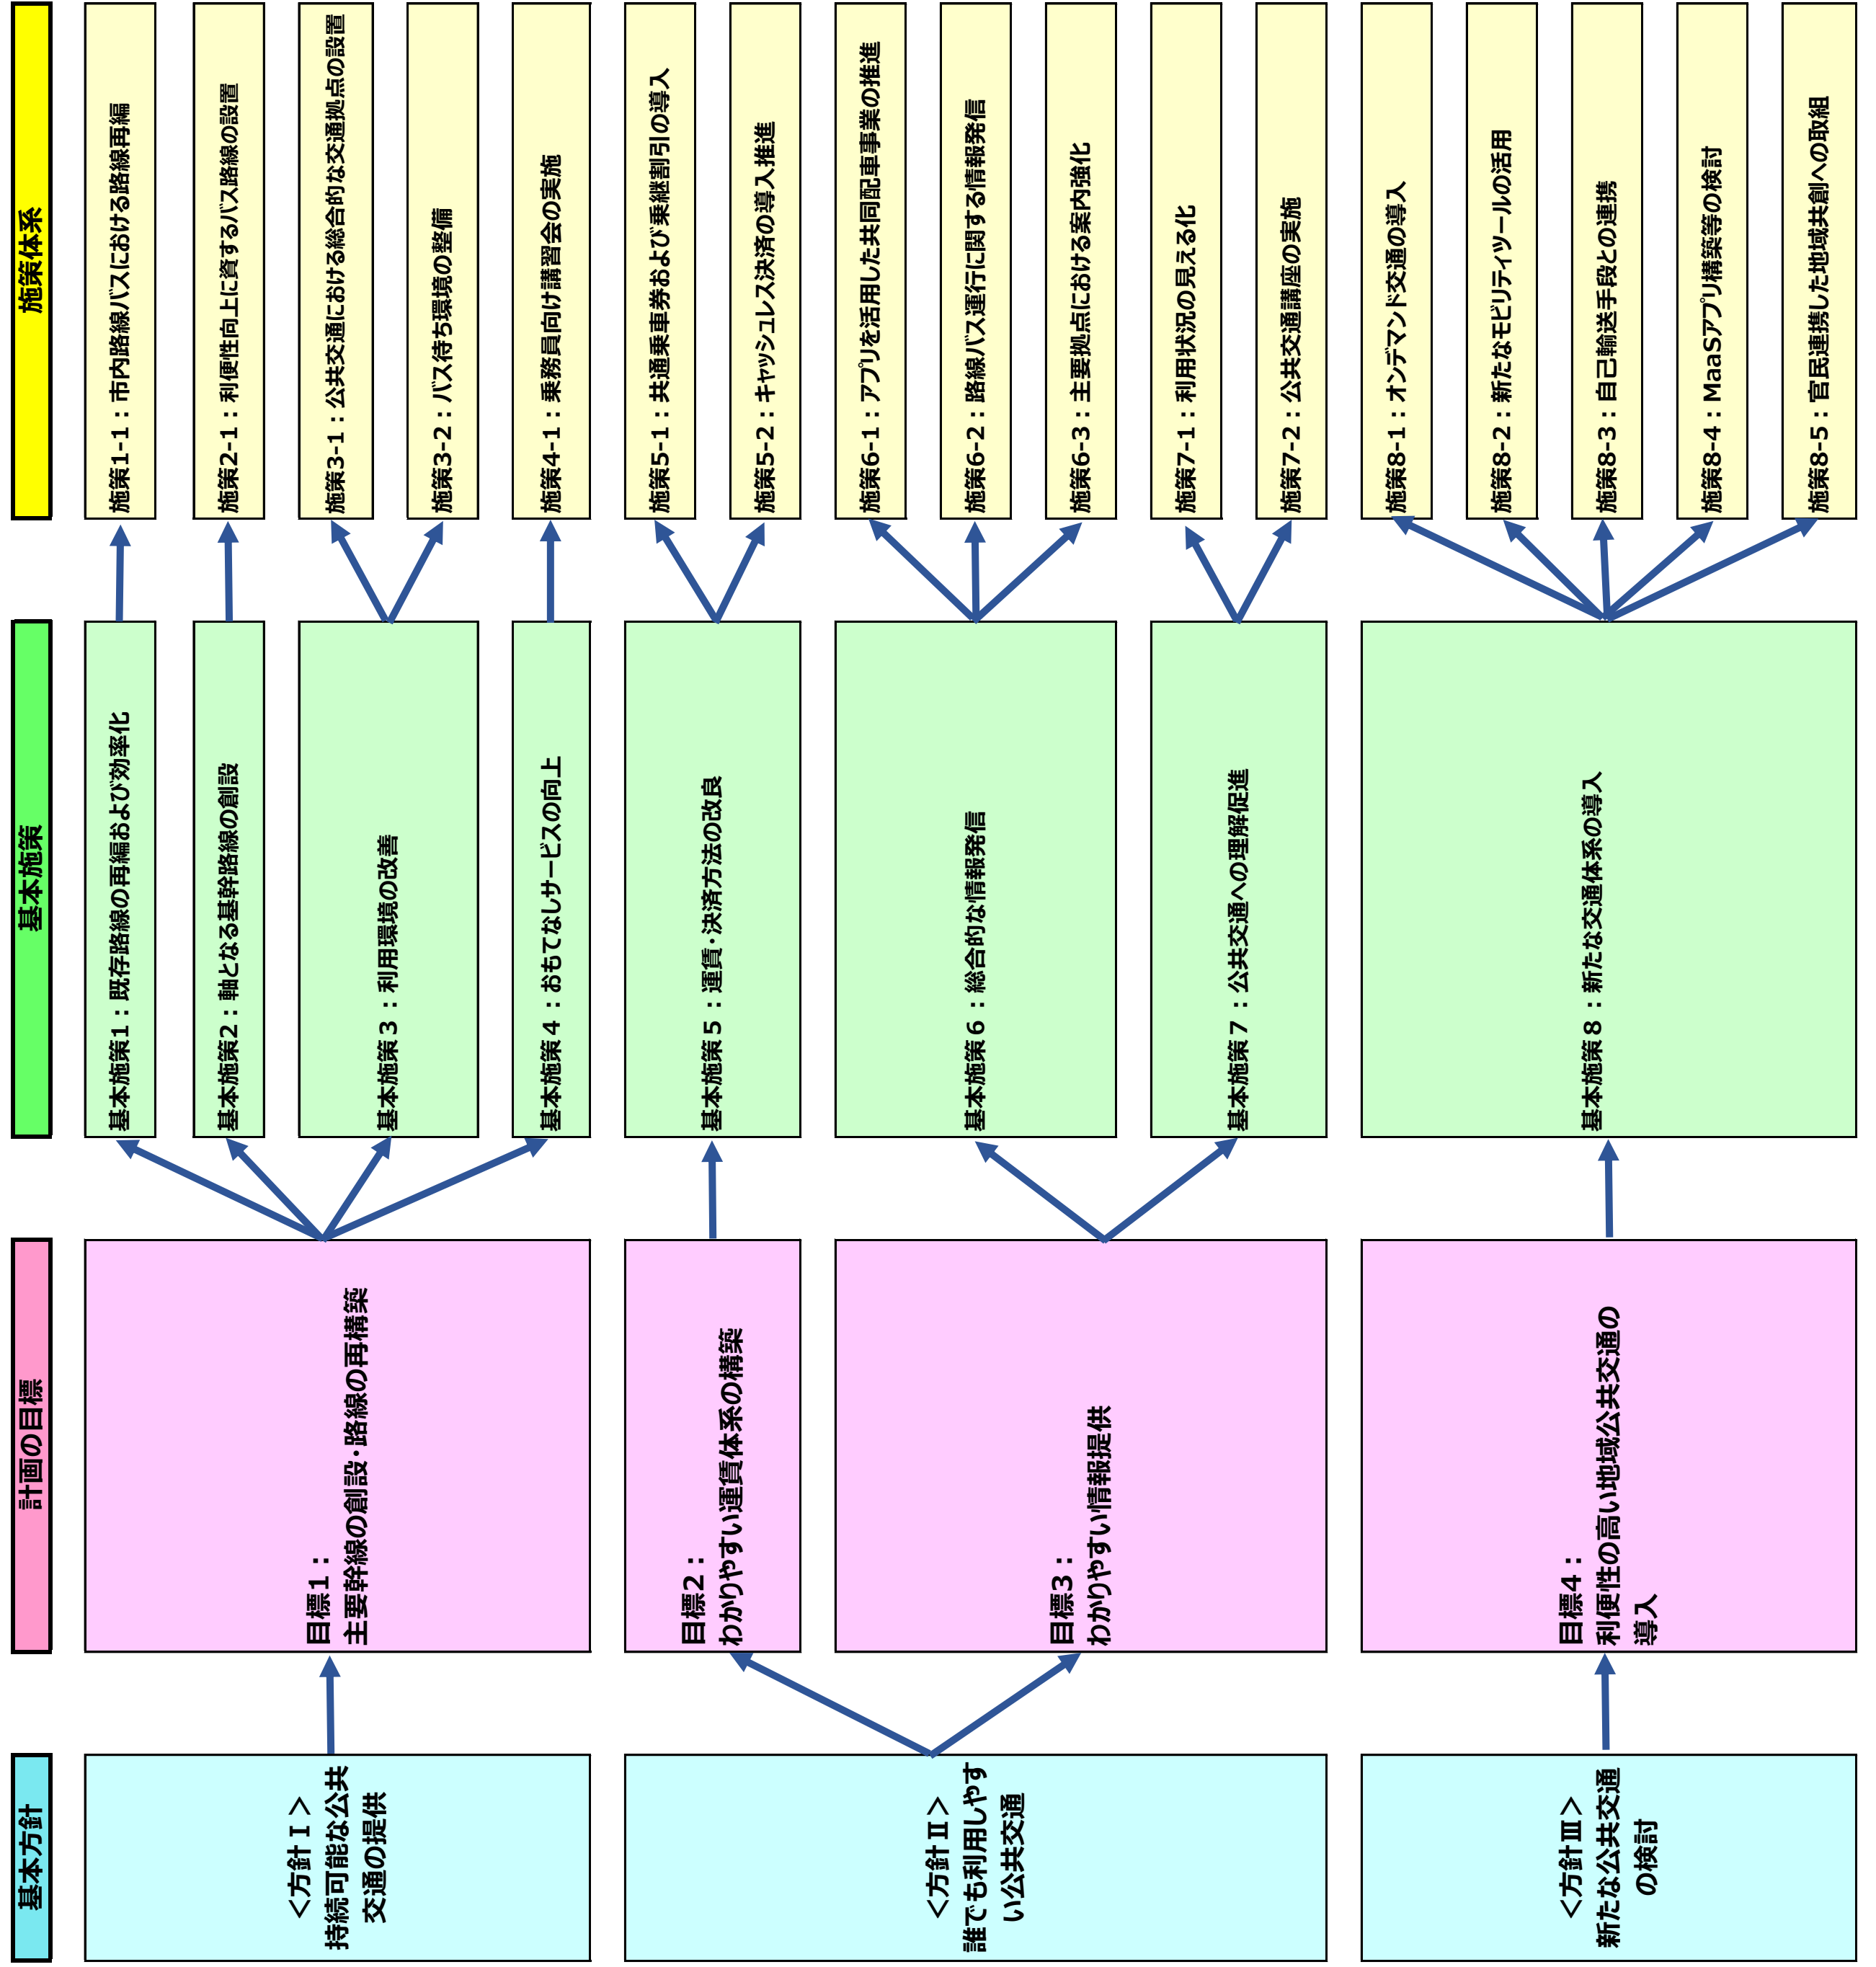 基本方針
計画の目標
基本施策
施策体系
＜方針Ⅰ＞
持続可能な公共
交通の提供
目標1：
主要幹線の創設・路線の再構築
基本施策1：既存路線の再編および効率化
施策1-1：市内路線バスにおける路線再編
基本施策2：軸となる基幹路線の創設
施策2-1：利便性向上に資するバス路線の設置
基本施策３：利用環境の改善
施策3-1：公共交通における総合的な交通拠点の設置
施策3-2：バス待ち環境の整備
基本施策４：おもてなしサービスの向上
施策4-1：乗務員向け講習会の実施
＜方針Ⅱ＞
誰でも利用しやす
い公共交通
目標2：
わかりやすい運賃体系の構築
基本施策５：運賃・決済方法の改良
施策5-1：共通乗車券および乗継割引の導入
施策5-2：キャッシュレス決済の導入推進
目標3：
わかりやすい情報提供
基本施策６：総合的な情報発信
施策6-1：アプリを活用した共同配車事業の推進
施策6-2：路線バス運行に関する情報発信
施策6-3：主要拠点における案内強化
基本施策７：公共交通への理解促進
施策7-1：利用状況の見える化
施策7-2：公共交通講座の実施
＜方針Ⅲ＞
新たな公共交通
の検討
目標4：
利便性の高い地域公共交通の
導入
基本施策８：新たな交通体系の導入
施策8-1：オンデマンド交通の導入
施策8-2：新たなモビリティツールの活用
施策8-3：自己輸送手段との連携
施策8-4：MaaSアプリ構築等の検討
施策8-5：官民連携した地域共創への取組